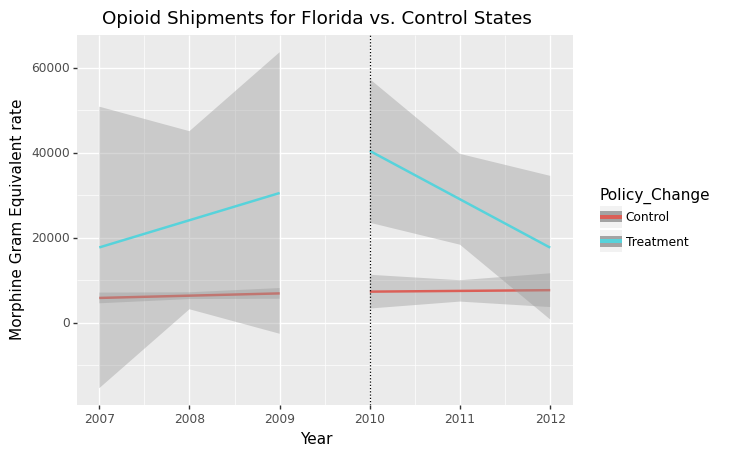 Opioid Shipments for Florida vs. Control States
60000
40000
20000
0
Morphine Gram Equivalent rate
2007 2008 2009 2010 2011 2012
Year
Policy_Change
Control
Treatment